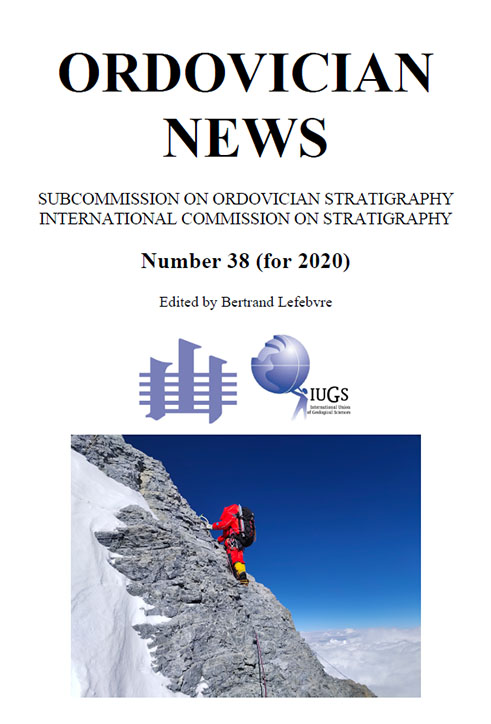 ORDOVICIAN
NEWS
SUBCOMMISSION ON ORDOVICIAN STRATIGRAPHY
INTERNATIONAL COMMISSION ON STRATIGRAPHY
Number 38 (for 2020)
Edited by Bertrand Lefebvre
IUGS
International Union
of Geological Sciences